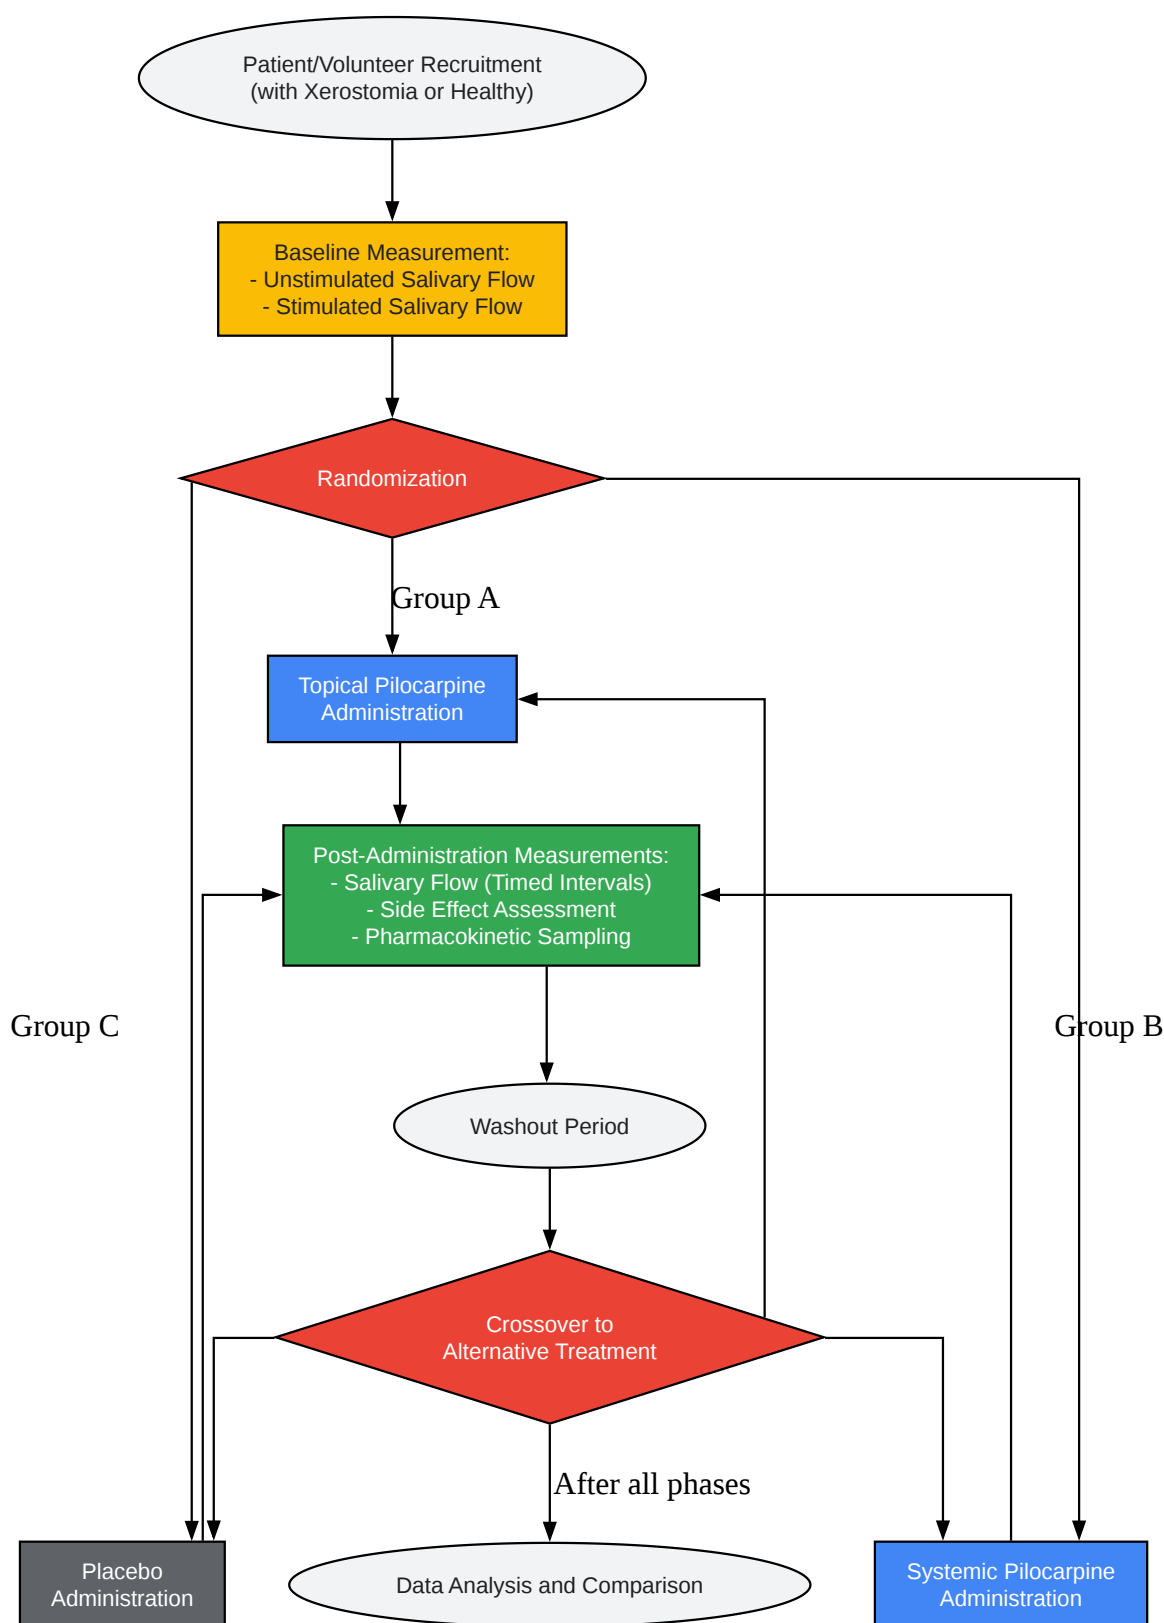 Patient/Volunteer Recruitment
(with Xerostomia or Healthy)
Baseline Measurement:
- Unstimulated Salivary Flow
- Stimulated Salivary Flow
Randomization
Group A
Topical Pilocarpine
Administration
Post-Administration Measurements:
- Salivary Flow (Timed Intervals)
- Side Effect Assessment
- Pharmacokinetic Sampling
Group C
Group B
Washout Period
Crossover to
Alternative Treatment
After all phases
Placebo
Administration
Data Analysis and Comparison
Systemic Pilocarpine
Administration